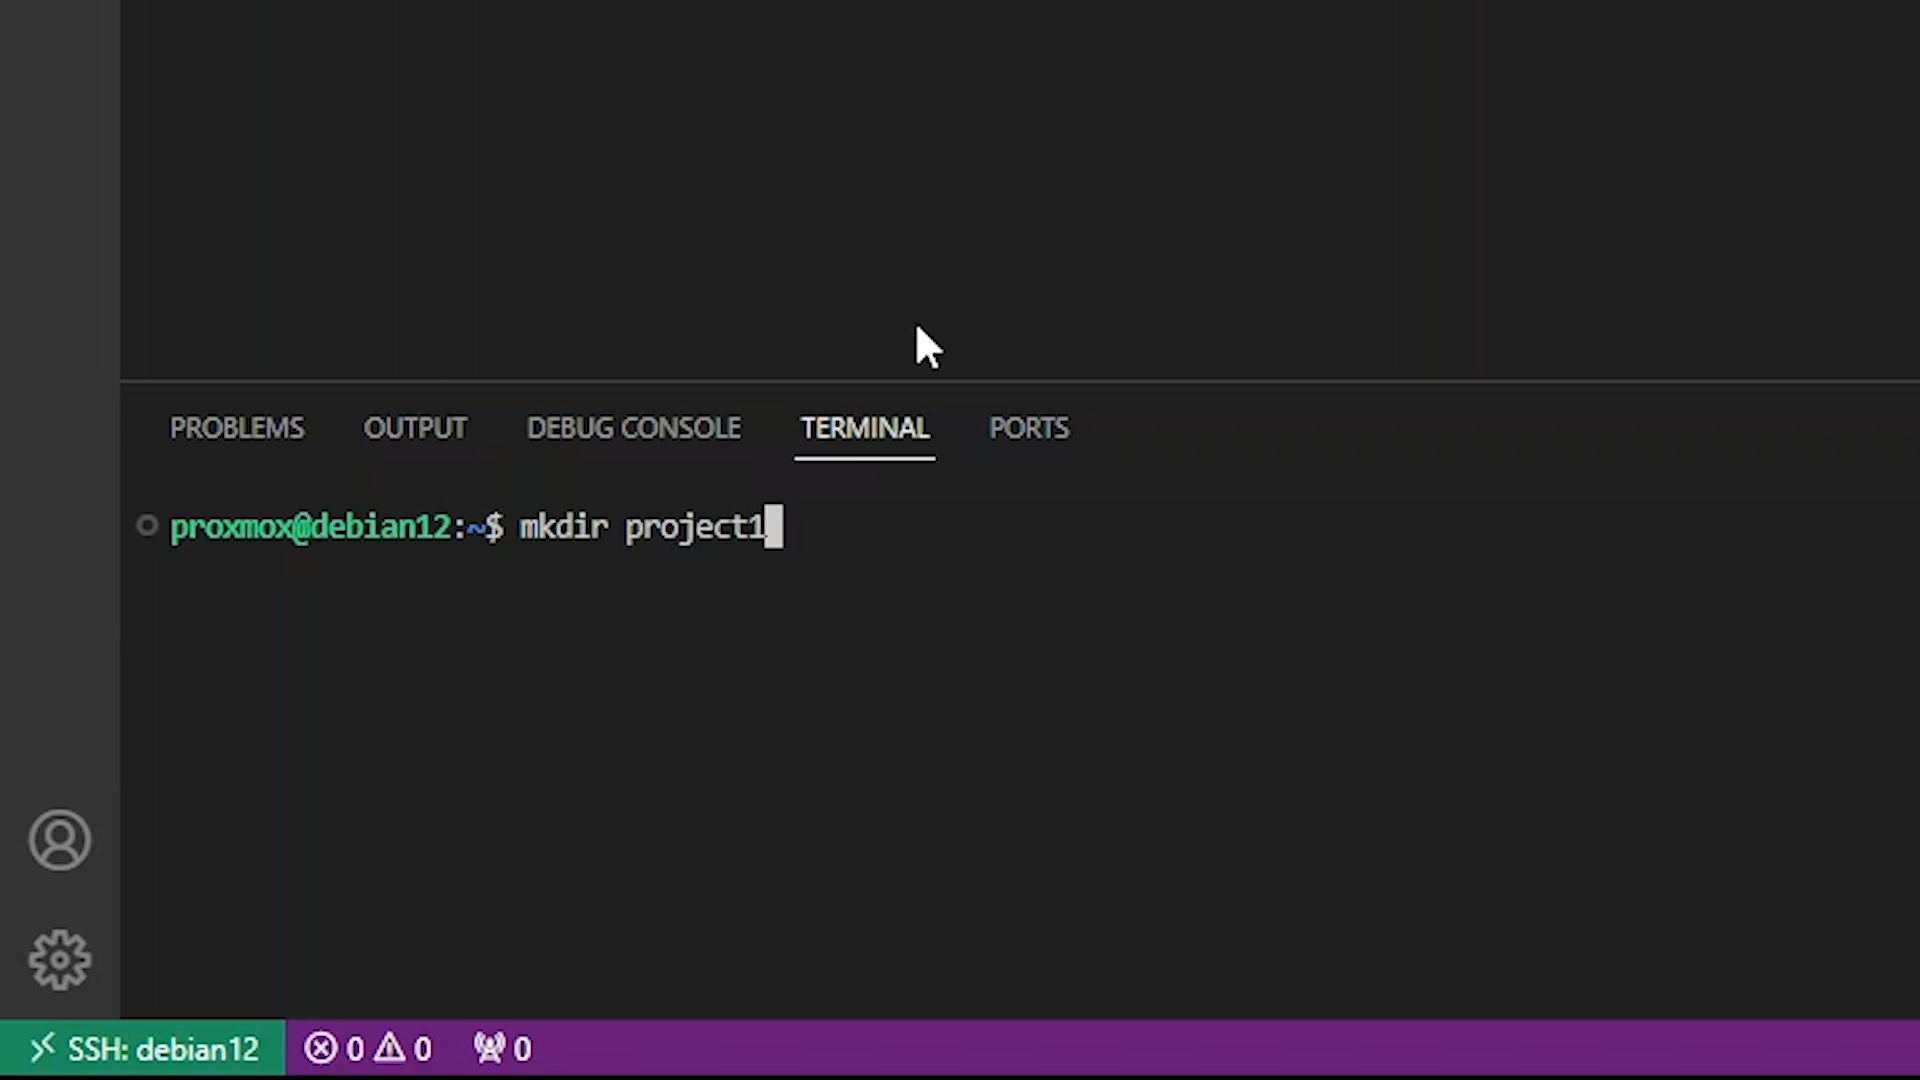 PROBLEMS OUTPUT DEBUG CONSOLE TERMINAL PORTS
proxmox@debian12:~$ mkdir project1
SSH: debian12 0 0 0